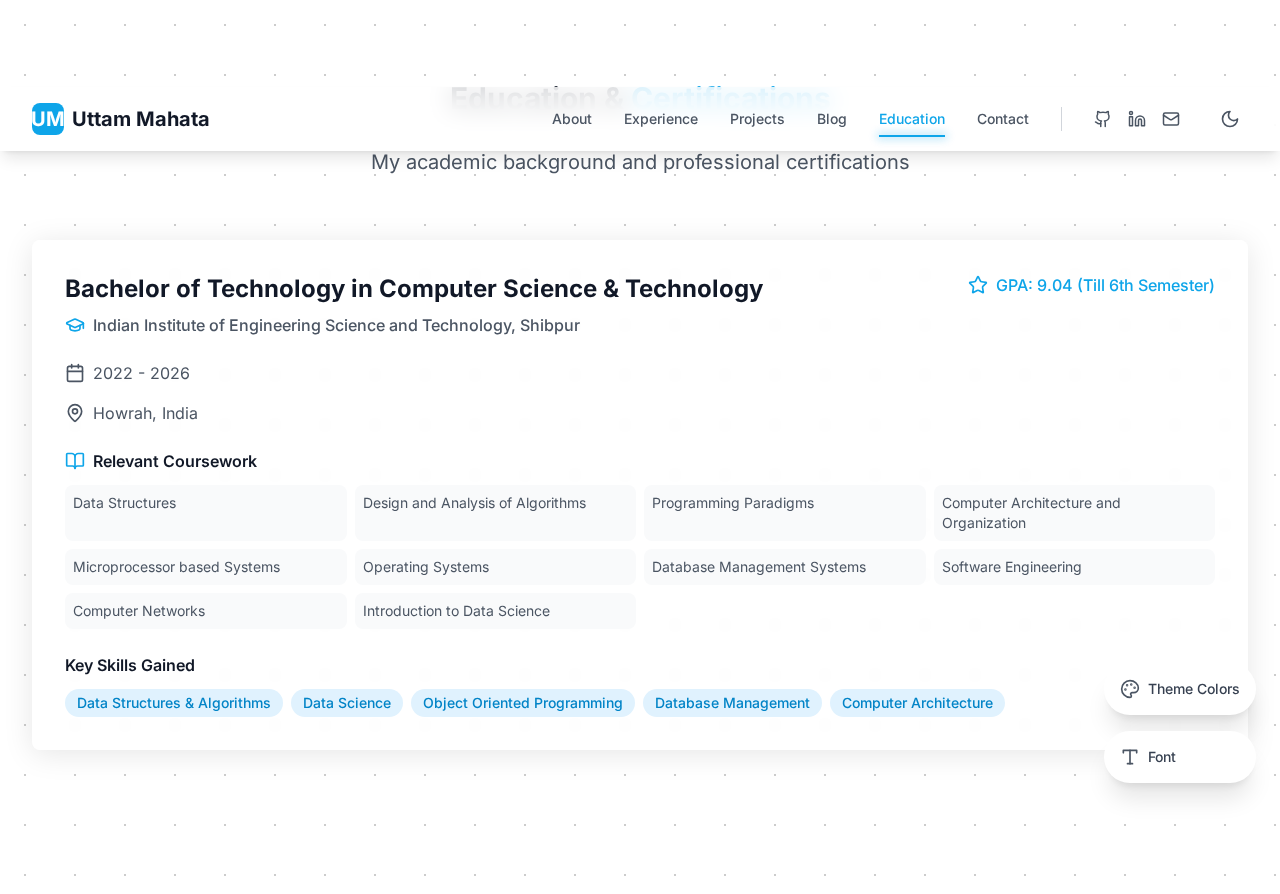 Education & Certifications
UM Uttam Mahata
About Experience Projects Blog Education Contact
My academic background and professional certifications
Bachelor of Technology in Computer Science & Technology
GPA: 9.04 (Till 6th Semester)
Indian Institute of Engineering Science and Technology, Shibpur
2022 - 2026
Howrah, India
Relevant Coursework
Data Structures
Design and Analysis of Algorithms
Programming Paradigms
Computer Architecture and
Organization
Microprocessor based Systems
Operating Systems
Database Management Systems
Software Engineering
Computer Networks
Introduction to Data Science
Key Skills Gained
Data Structures & Algorithms
Data Science
Object Oriented Programming
Database Management
Computer Architecture
Theme Colors
Font